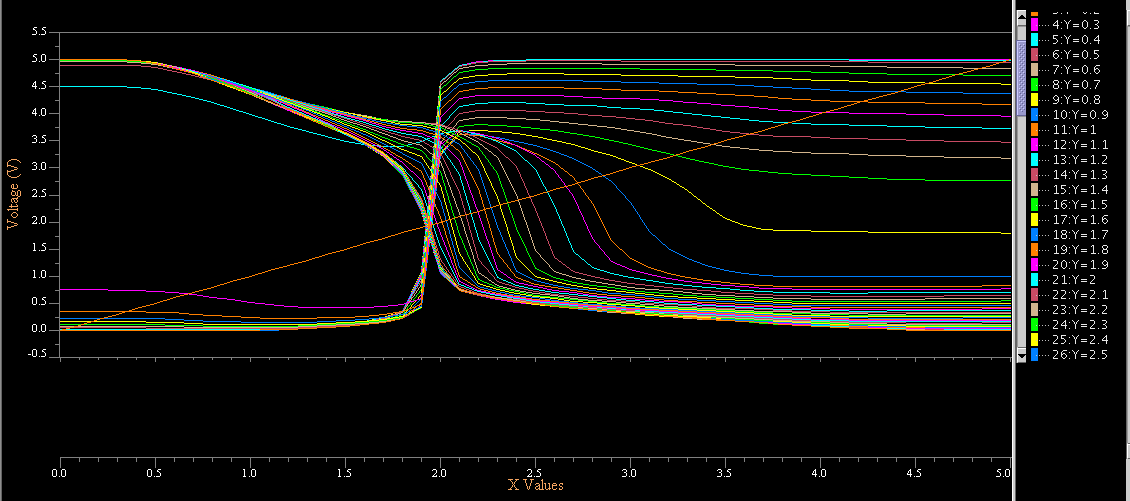 5.5
5.0
4.5
4.0
3.5
3.0
2.5
2.0
1.5
1.0
0.5
0.0
-0.5
Voltage (V)
0.0 0.5 1.0 1.5 2.0 2.5 3.0 3.5 4.0 4.5 5.0
X Values
4:Y=0.3
5:Y=0.4
6:Y=0.5
7:Y=0.6
8:Y=0.7
9:Y=0.8
10:Y=0.9
11:Y=1
12:Y=1.1
13:Y=1.2
14:Y=1.3
15:Y=1.4
16:Y=1.5
17:Y=1.6
18:Y=1.7
19:Y=1.8
20:Y=1.9
21:Y=2
22:Y=2.1
23:Y=2.2
24:Y=2.3
25:Y=2.4
26:Y=2.5